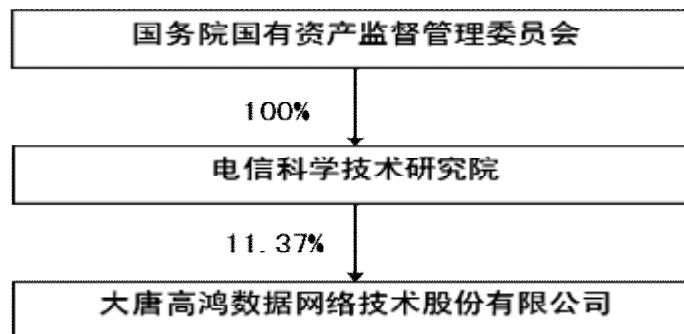 国务院国有资产监督管理委员会
100%
电信科学技术研究院
11.37%
大唐高鸿数据网络技术股份有限公司